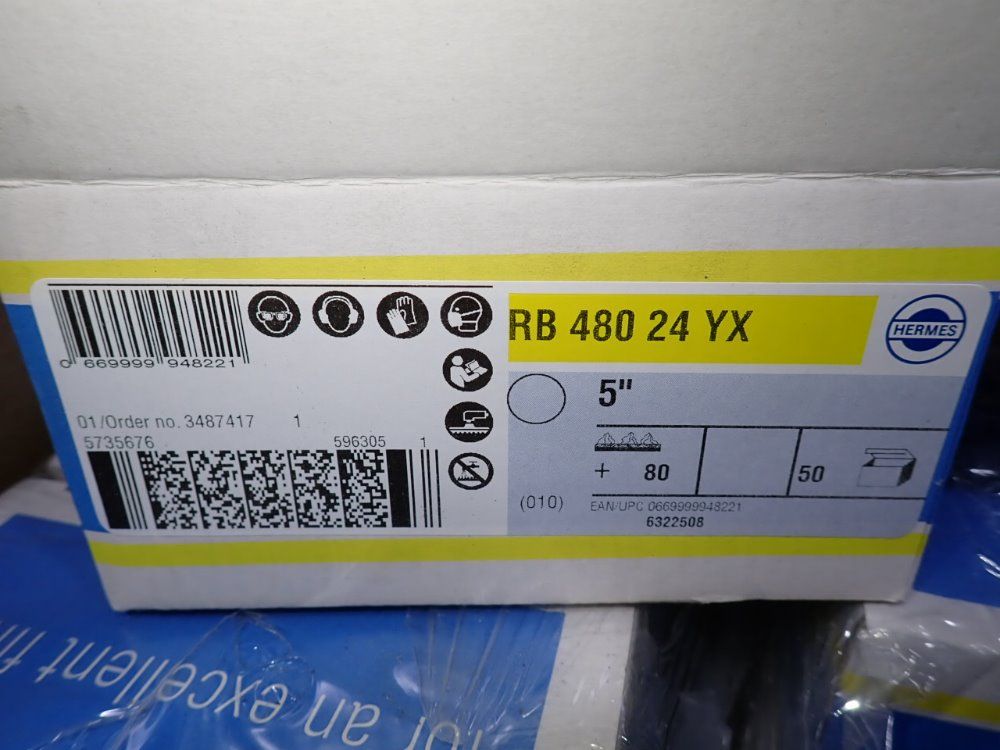 0 669999 948221
01/Order no. 3487417 1
5735676 596305 1
RB 480 24 YX
HERMES
5"
+ 80
50
(010)
EAN/UPC 0669999948221
6322508
for an excellent fi